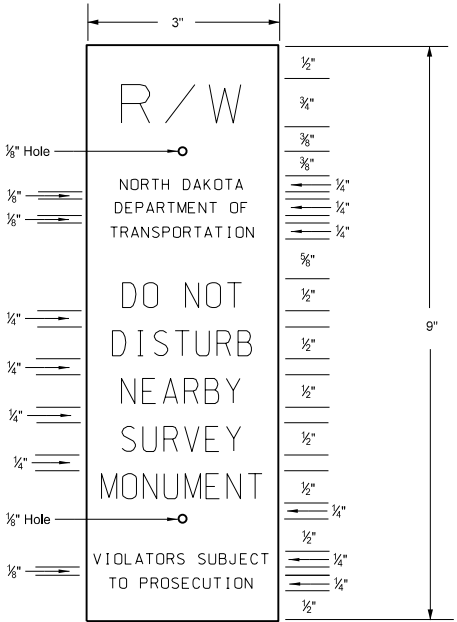 3"
½"
R/W
¾"
⅜"
⅛" Hole
⅜"
NORTH DAKOTA
¼"
⅛"
DEPARTMENT OF
¼"
⅛"
TRANSPORTATION
¼"
⅝"
DO NOT
½"
¼"
9"
DISTURB
½"
¼"
NEARBY
½"
¼"
SURVEY
½"
¼"
MONUMENT
½"
¼"
⅛" Hole
½"
VIOLATORS SUBJECT
¼"
⅛"
TO PROSECUTION
¼"
½"